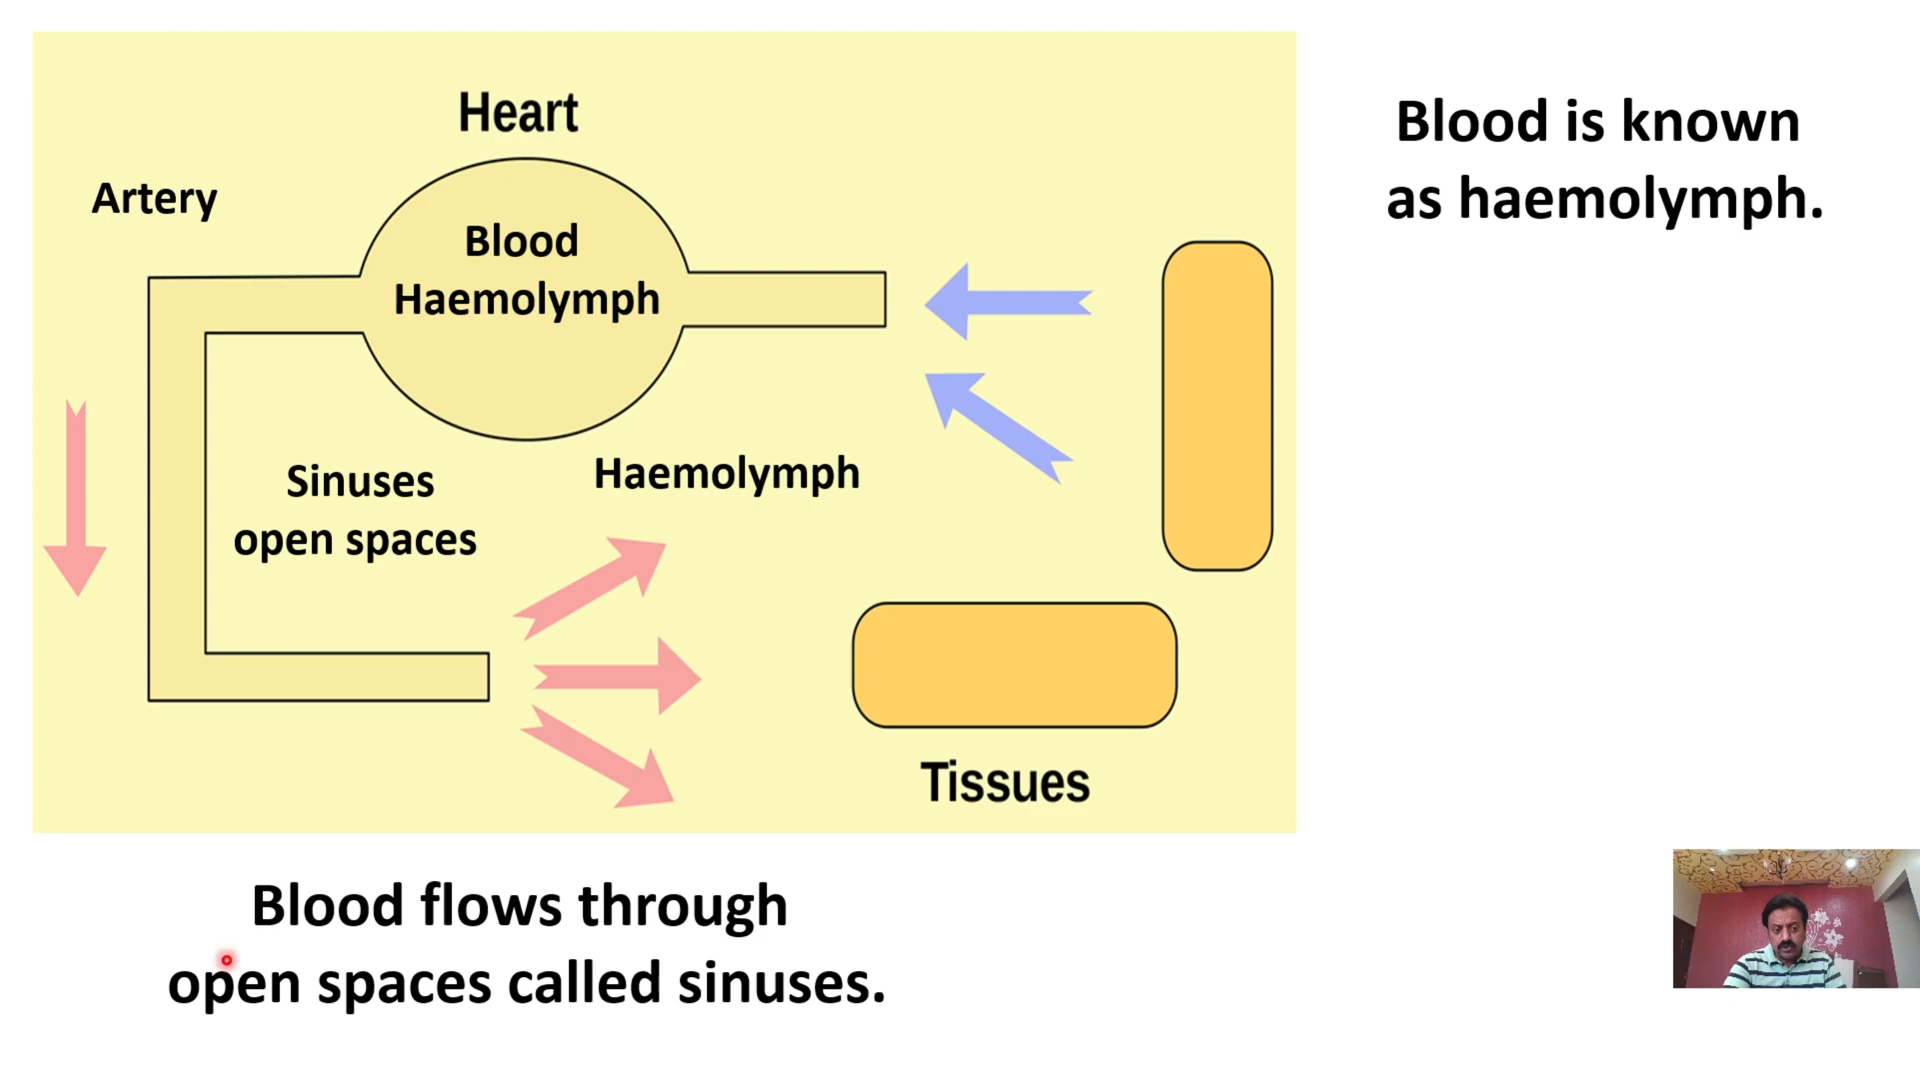 Heart
Artery
Blood
Haemolymph
Sinuses
open spaces
Haemolymph
Tissues
Blood is known
as haemolymph.
Blood flows through
open spaces called sinuses.